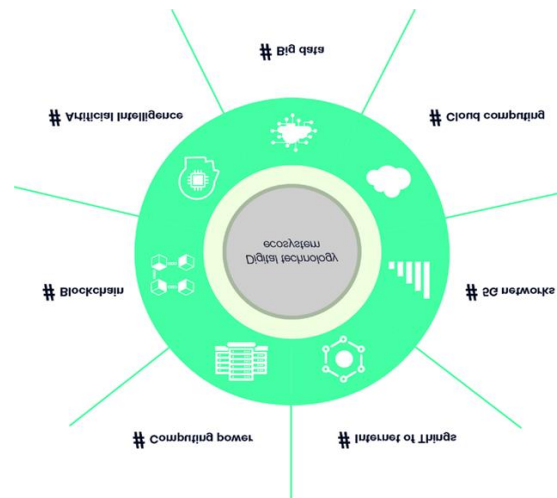 # Big data
# Artificial Intelligence
# Cloud computing
Digital technology
ecosystem
# Blockchain
# 5G networks
# Computing power
# Internet of Things